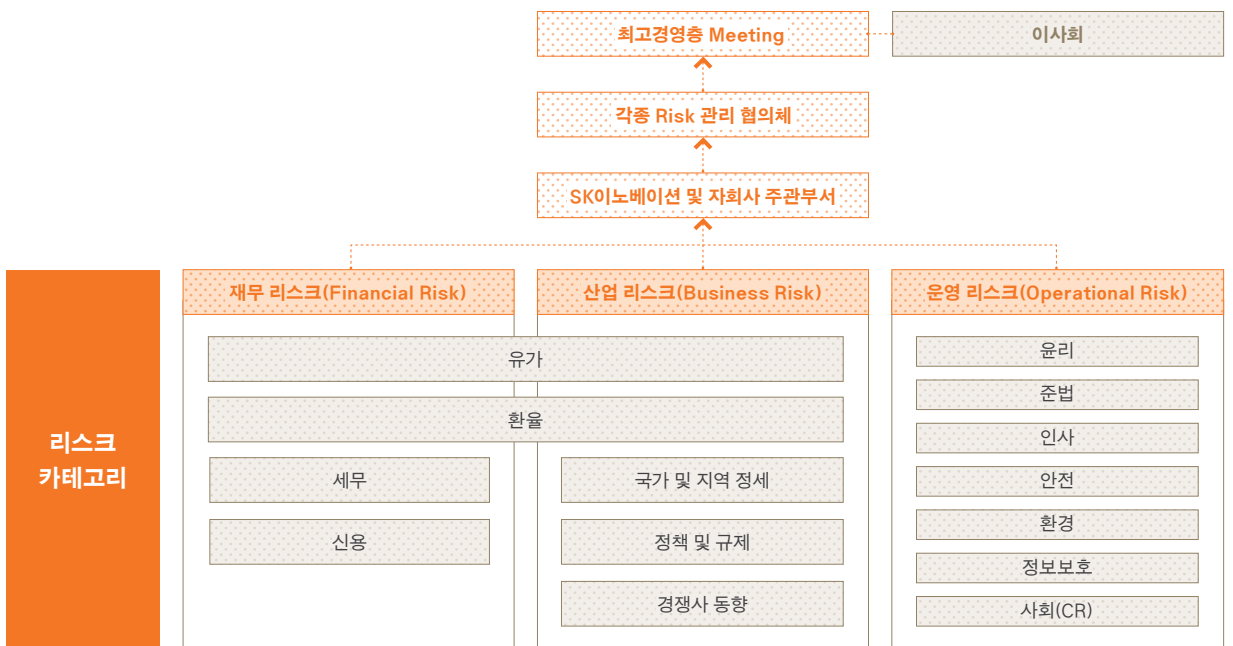 최고경영층 Meeting
이사회
각종 Risk 관리 협의체
SK이노베이션 및 자회사 주관부서
리스크
카테고리
재무 리스크(Financial Risk)
산업 리스크(Business Risk)
운영 리스크(Operational Risk)
유가
환율
세무
신용
국가 및 지역 정세
정책 및 규제
경쟁사 동향
윤리
준법
인사
안전
환경
정보보호
사회(CR)